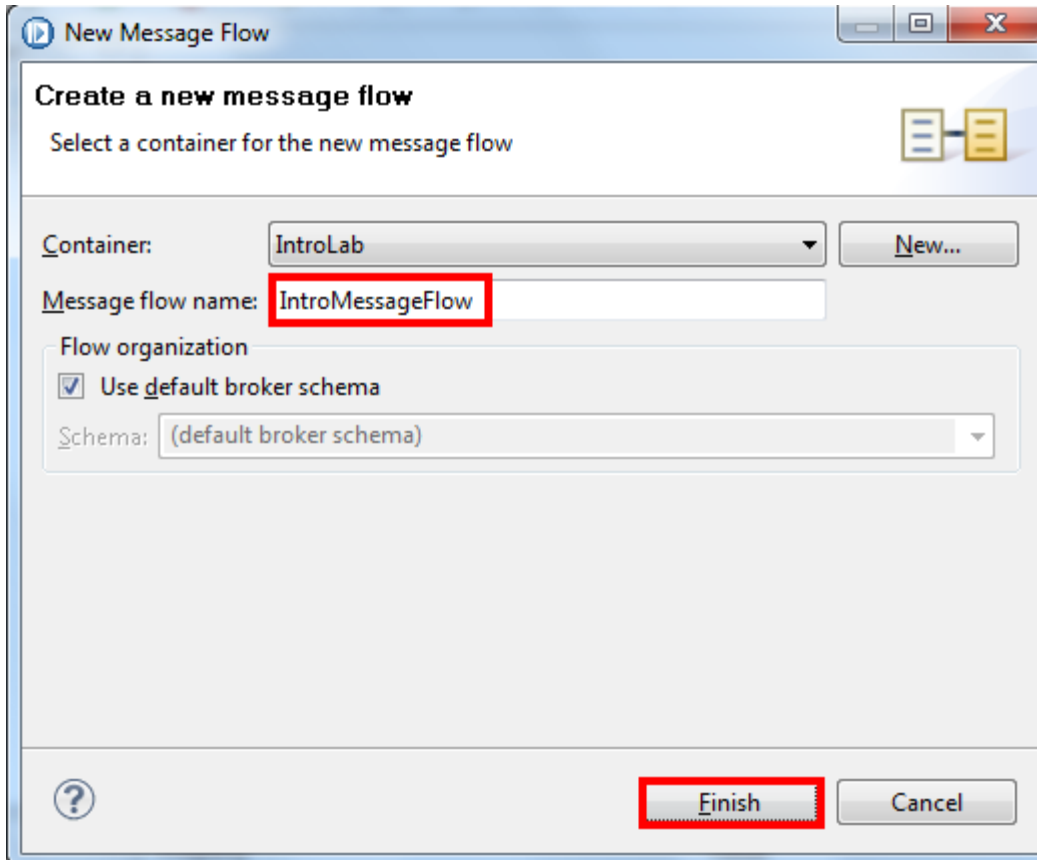 New Message Flow
Create a new message flow
Select a container for the new message flow
Container: IntroLab New...
Message flow name: IntroMessageFlow
Flow organization
Use default broker schema
Schema: (default broker schema)
? Finish Cancel